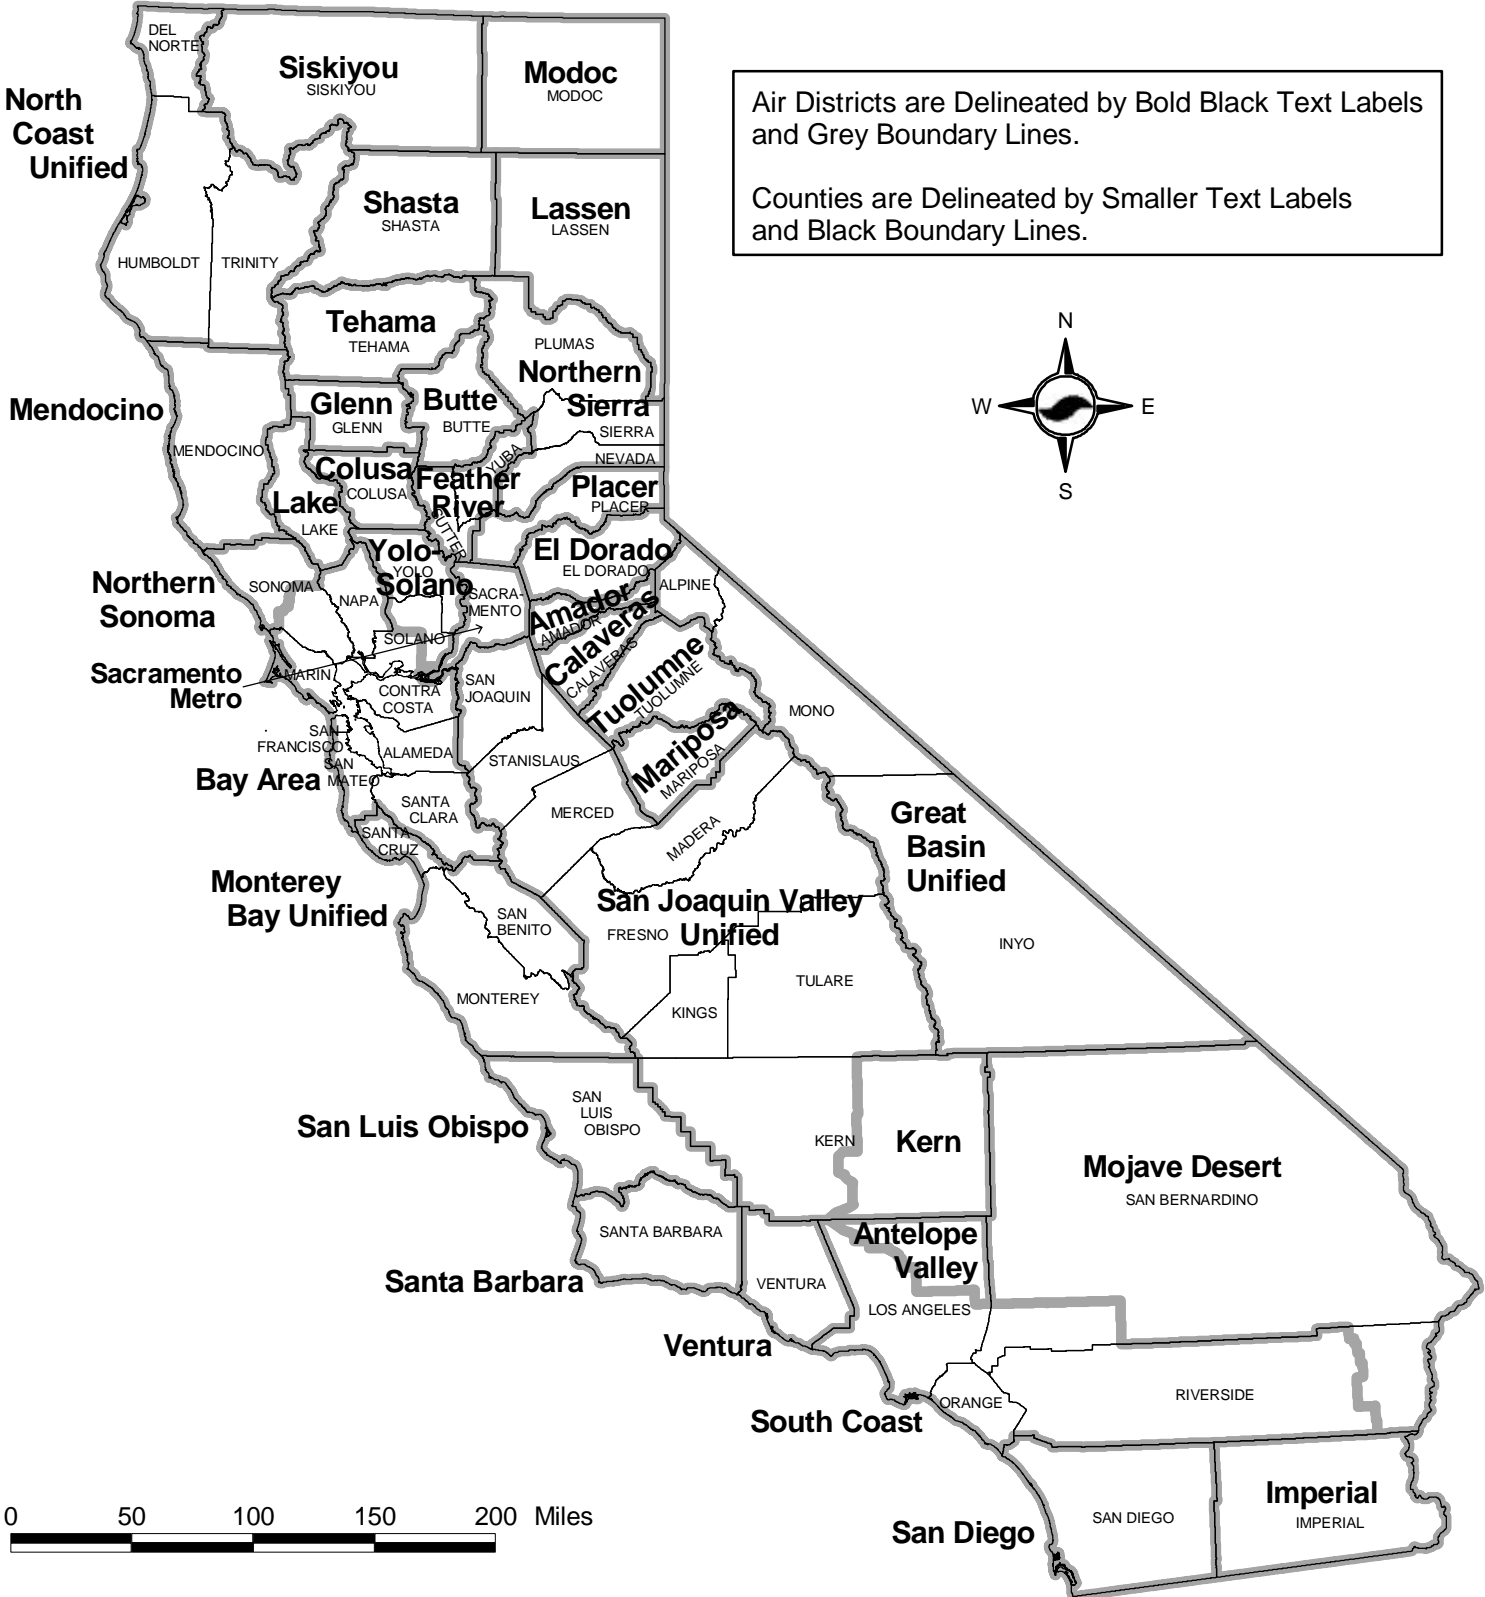 DEL
NORTE
Siskiyou
SISKIYOU
Modoc
MODOC
North
Coast
Unified
Air Districts are Delineated by Bold Black Text Labels
and Grey Boundary Lines.
Counties are Delineated by Smaller Text Labels
and Black Boundary Lines.
Shasta
SHASTA
Lassen
LASSEN
HUMBOLDT
TRINITY
Tehama
TEHAMA
PLUMAS
Northern
Sierra
SIERRA
N
W
E
S
Mendocino
MENDOCINO
Glenn
GLENN
Butte
BUTTE
YUBA
NEVADA
Colusa
COLUSA
Feather
River
SUTTER
Placer
PLACER
Lake
LAKE
Yolo-
YOLO
Solano
SOLANO
El Dorado
EL DORADO
ALPINE
Northern
Sonoma
SONOMA
NAPA
SACRA-
MENTO
Amador
AMADOR
Calaveras
CALAVERAS
Tuolumne
TUOLUMNE
Sacramento
Metro
MARIN
CONTRA
COSTA
SAN
JOAQUIN
MONO
Mariposa
MARIPOSA
SAN
FRANCISCO
SAN
MATEO
ALAMEDA
STANISLAUS
Bay Area
SANTA
CLARA
MERCED
MADERA
SANTA
CRUZ
Great
Basin
Unified
Monterey
Bay Unified
SAN
BENITO
San Joaquin Valley
Unified
FRESNO
INYO
TULARE
MONTEREY
KINGS
SAN
LUIS
OBISPO
San Luis Obispo
KERN
Kern
Mojave Desert
SAN BERNARDINO
SANTA BARBARA
Santa Barbara
Antelope
Valley
VENTURA
Ventura
LOS ANGELES
ORANGE
South Coast
RIVERSIDE
Imperial
IMPERIAL
SAN DIEGO
San Diego
0 50 100 150 200 Miles